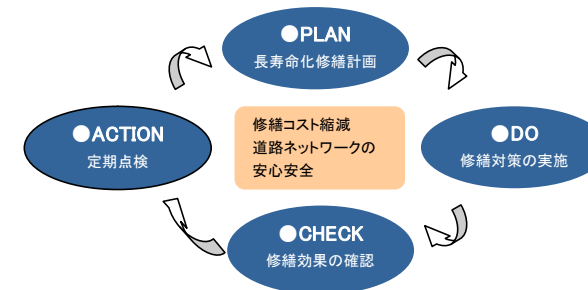 ●PLAN
長寿命化修繕計画
●ACTION
定期点検
修繕コスト縮減
道路ネットワークの
安心安全
●DO
修繕対策の実施
●CHECK
修繕効果の確認